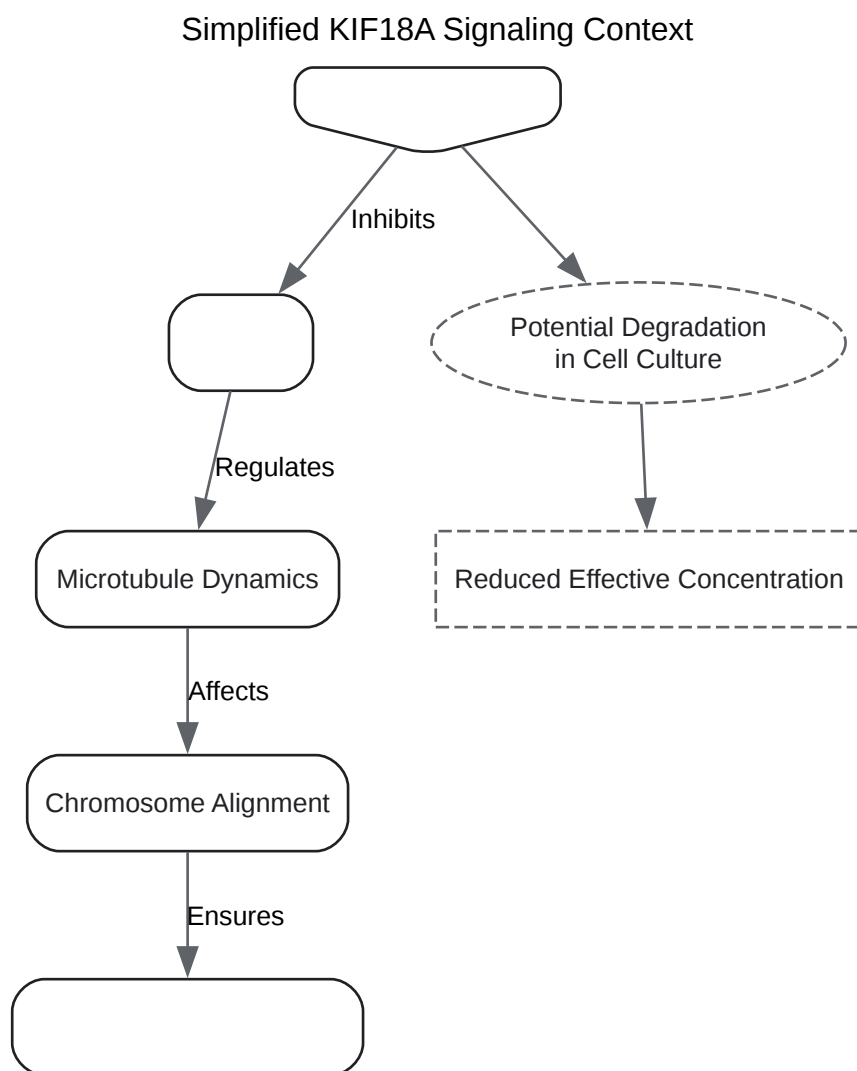 Simplified KIF18A Signaling Context
Inhibits
Potential Degradation
in Cell Culture
Regulates
Microtubule Dynamics
Reduced Effective Concentration
Affects
Chromosome Alignment
Ensures